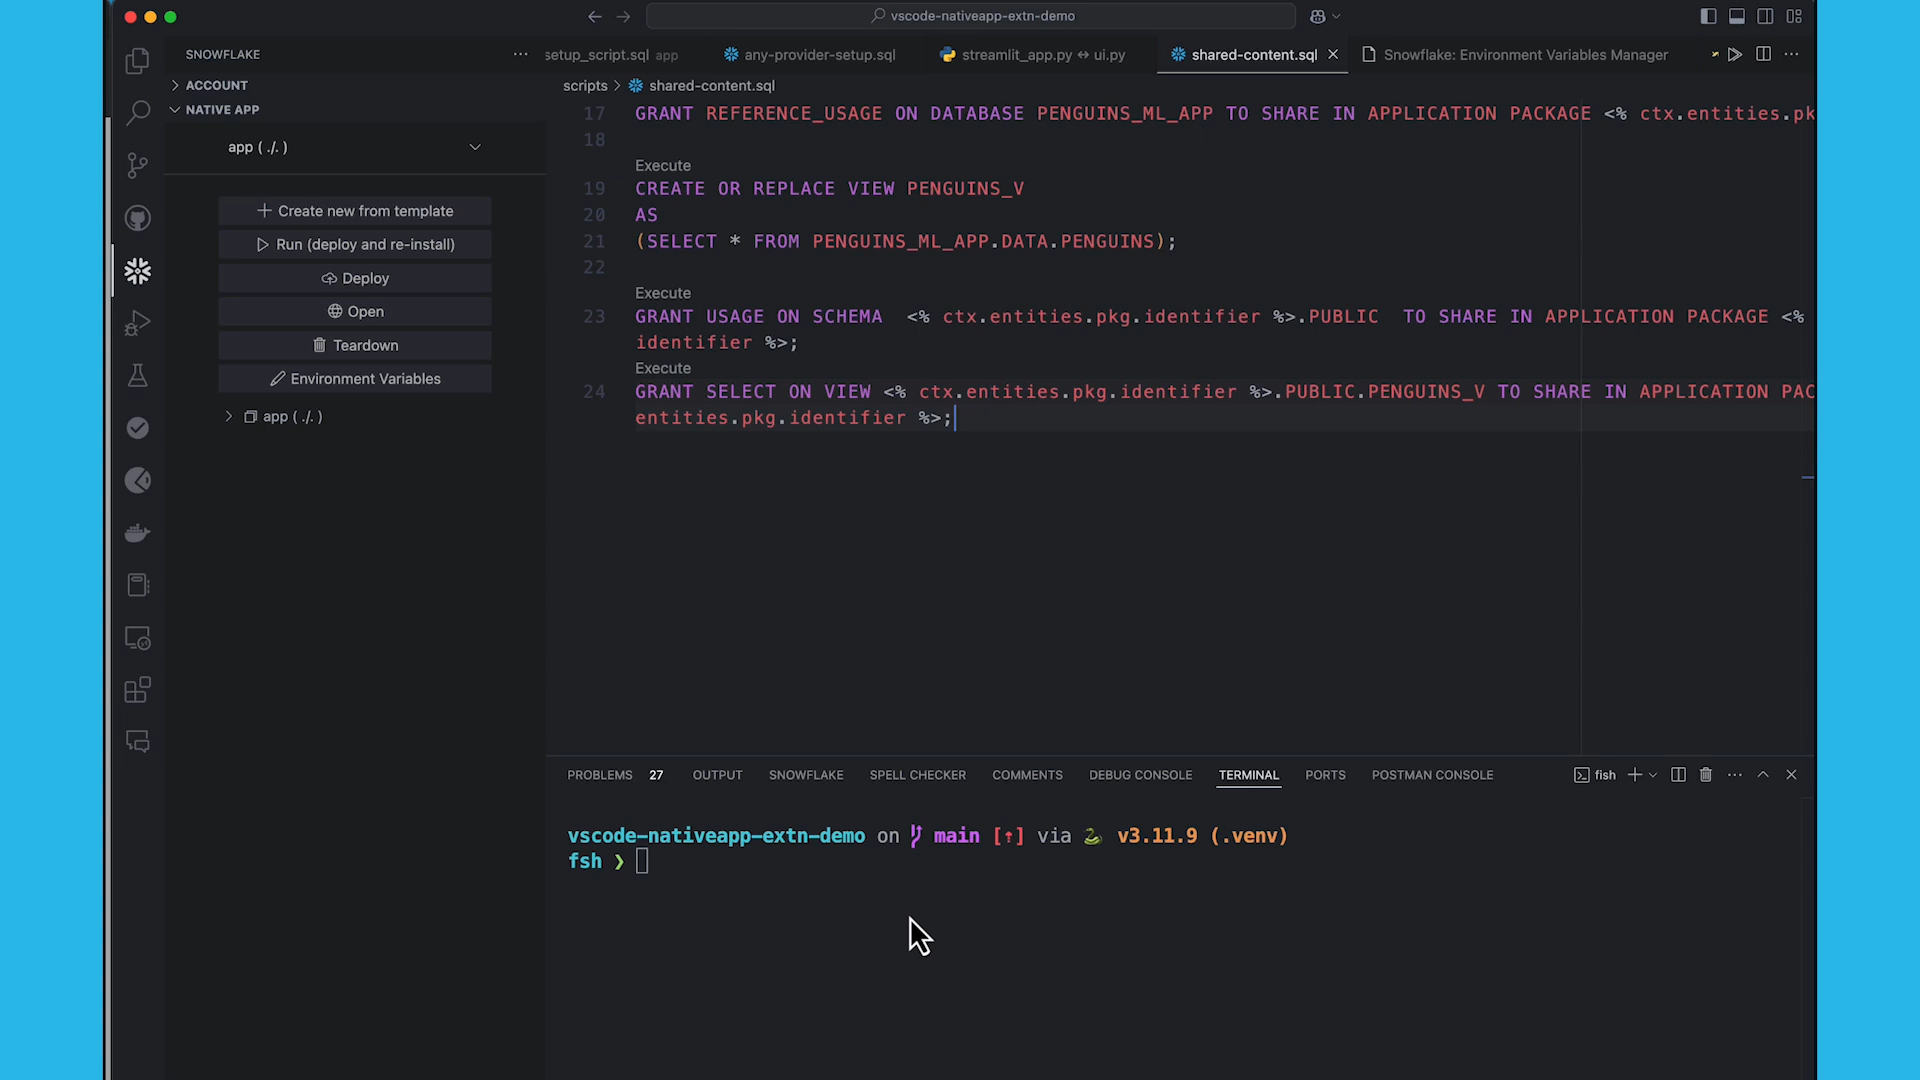 vscode-nativeapp-extn-demo
SNOWFLAKE
ACCOUNT
NATIVE APP
app ( ./. )
Create new from template
Run (deploy and re-install)
Deploy
Open
Teardown
Environment Variables
app ( ./. )
setup_script.sql app
any-provider-setup.sql
streamlit_app.py ↔ ui.py
shared-content.sql
Snowflake: Environment Variables Manager
scripts > shared-content.sql
17 GRANT REFERENCE_USAGE ON DATABASE PENGUINS_ML_APP TO SHARE IN APPLICATION PACKAGE <% ctx.entities.pk
18
Execute
19 CREATE OR REPLACE VIEW PENGUINS_V
20 AS
21 (SELECT * FROM PENGUINS_ML_APP.DATA.PENGUINS);
22
Execute
23 GRANT USAGE ON SCHEMA <% ctx.entities.pkg.identifier %>.PUBLIC TO SHARE IN APPLICATION PACKAGE <%
identifier %>;
Execute
24 GRANT SELECT ON VIEW <% ctx.entities.pkg.identifier %>.PUBLIC.PENGUINS_V TO SHARE IN APPLICATION PAC
entities.pkg.identifier %>;
PROBLEMS 27 OUTPUT SNOWFLAKE SPELL CHECKER COMMENTS DEBUG CONSOLE TERMINAL PORTS POSTMAN CONSOLE
fish
vscode-nativeapp-extn-demo on main [↑] via v3.11.9 (.venv)
fsh ❯